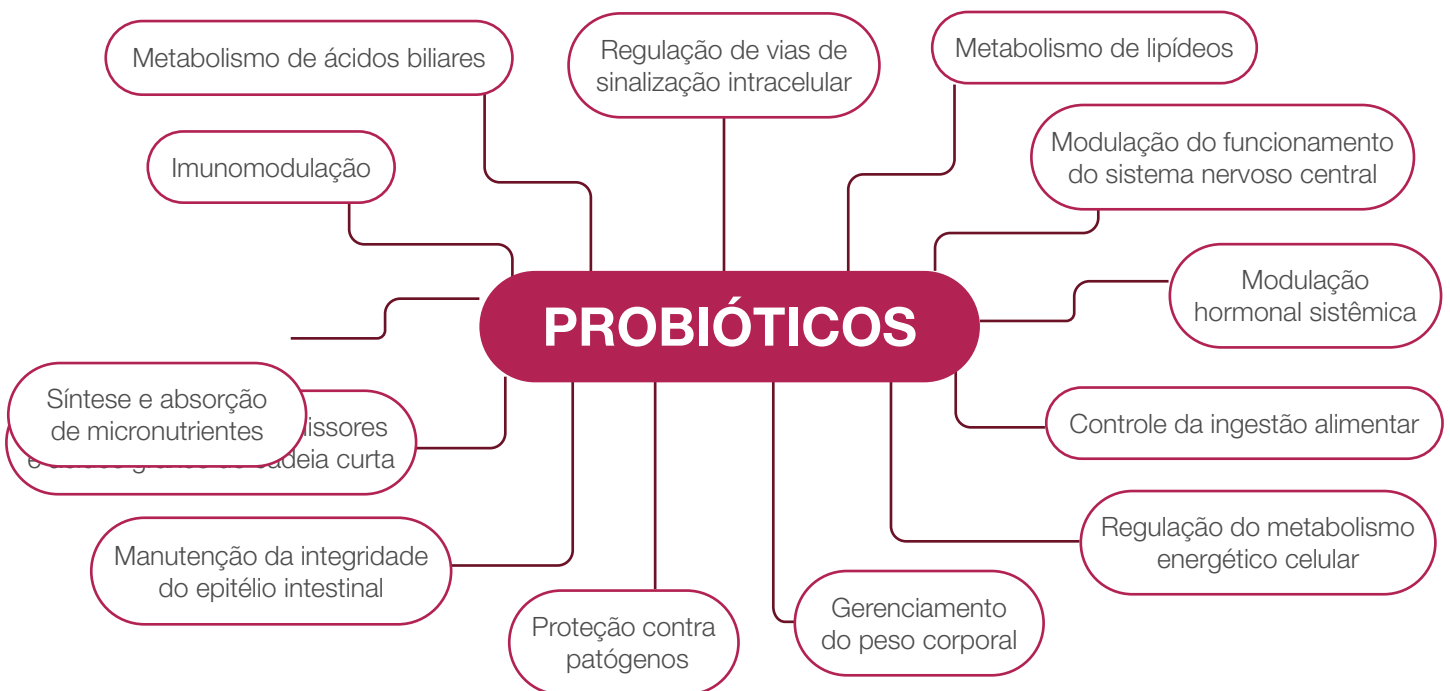 Metabolismo de ácidos biliares
Regulação de vias de
sinalização intracelular
Metabolismo de lipídeos
Imunomodulação
Modulação do funcionamento
do sistema nervoso central
Modulação
hormonal sistêmica
PROBIÓTICOS
Síntese e absorção
de micronutrientes
cadeia curta
Controle da ingestão alimentar
Manutenção da integridade
do epitélio intestinal
Regulação do metabolismo
energético celular
Proteção contra
patógenos
Gerenciamento
do peso corporal